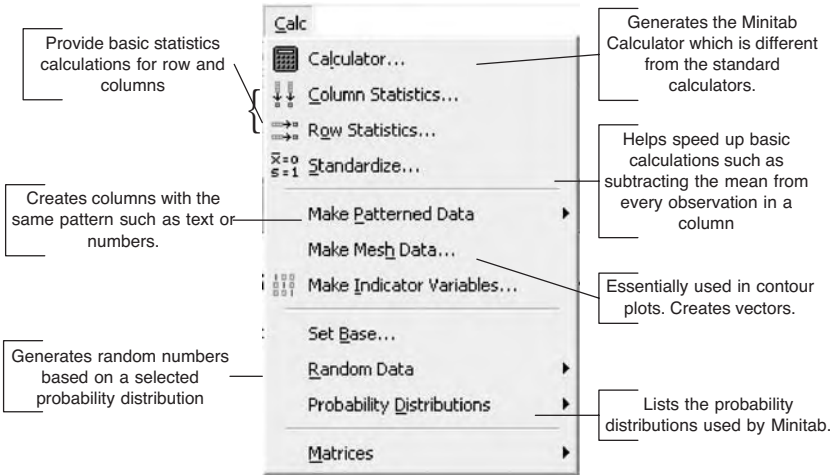 Calc
Calculator...
Column Statistics...
Row Statistics...
x̄=0
s=1 Standardize...
Make Patterned Data
Make Mesh Data...
Make Indicator Variables...
Set Base...
Random Data
Probability Distributions
Matrices
Provide basic statistics
calculations for row and
columns
Creates columns with the
same pattern such as text or
numbers.
Generates random numbers
based on a selected
probability distribution
Generates the Minitab
Calculator which is different
from the standard
calculators.
Helps speed up basic
calculations such as
subtracting the mean from
every observation in a
column
Essentially used in contour
plots. Creates vectors.
Lists the probability
distributions used by Minitab.